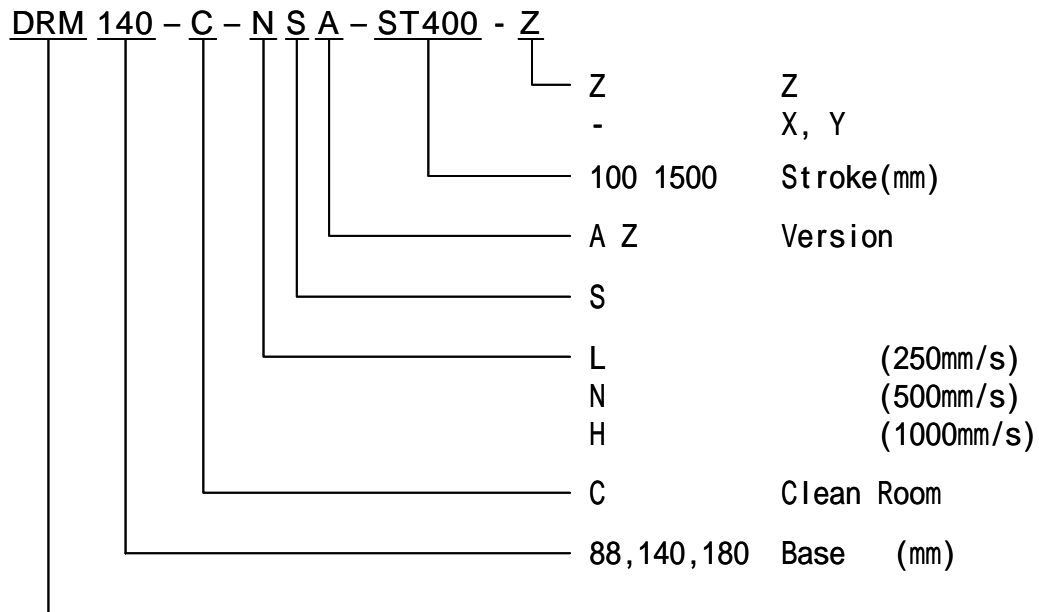 DRM 140 – C – N S A – ST400 - Z
Z Z
- X, Y
100 1500 Stroke(mm)
A Z Version
S
L (250mm/s)
N (500mm/s)
H (1000mm/s)
C Clean Room
88,140,180 Base (mm)